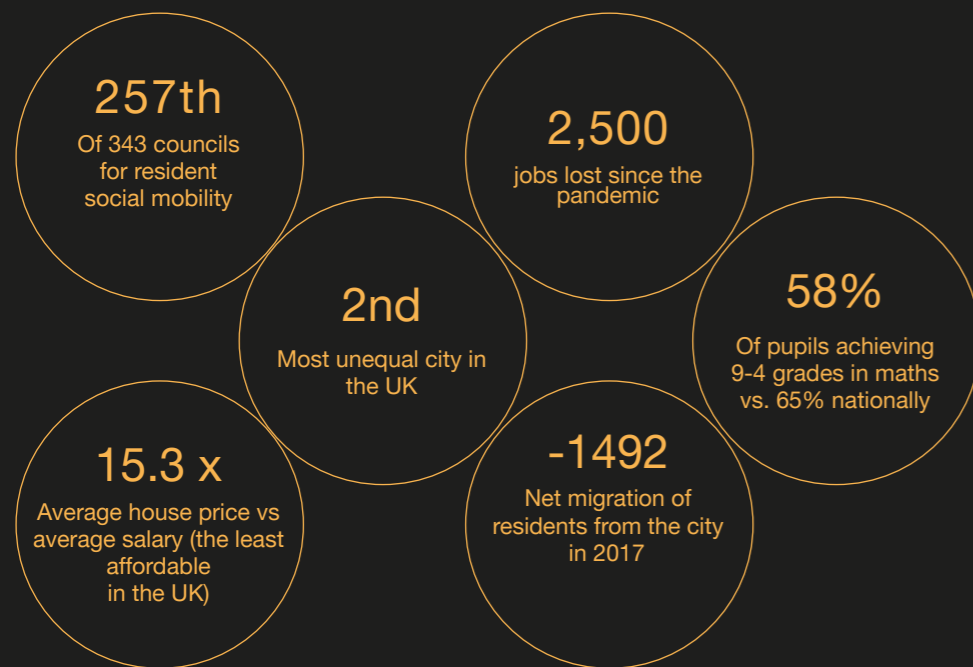 257th
Of 343 councils
for resident
social mobility
2,500
jobs lost since the
pandemic
2nd
Most unequal city in
the UK
58%
Of pupils achieving
9-4 grades in maths
vs. 65% nationally
15.3 x
Average house price vs
average salary (the least
affordable
in the UK)
-1492
Net migration of
residents from the city
in 2017